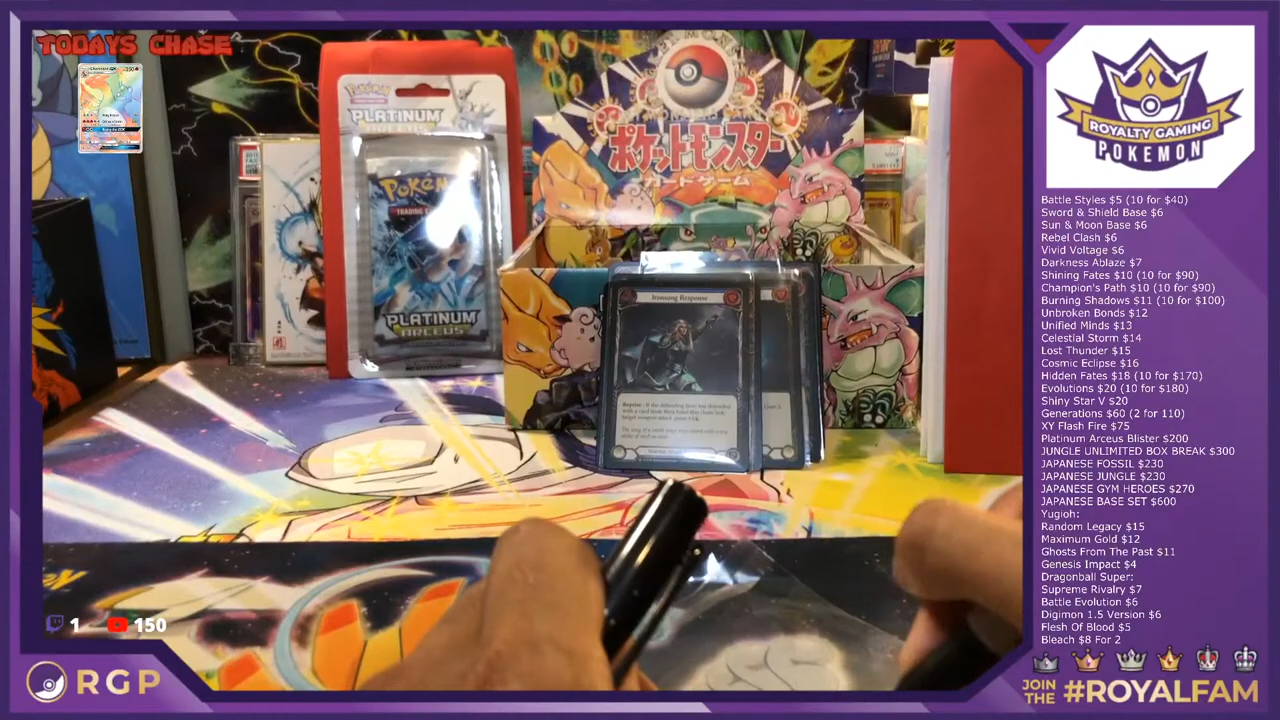 TODAYS CHASE
Pokémon
PLATINUM
ARCEUS
POKéMON
TRADING
PLATINUM
ARCEUS
POCKET MONSTERS
ポケットモンスター
カードゲーム
Ironsong Response
1
150
RGP
ROYALTY GAMING
POKEMON
Battle Styles $5 (10 for $40)
Sword & Shield Base $6
Sun & Moon Base $6
Rebel Clash $6
Vivid Voltage $6
Darkness Ablaze $7
Shining Fates $10 (10 for $90)
Champion's Path $10 (10 for $90)
Burning Shadows $11 (10 for $100)
Unbroken Bonds $12
Unified Minds $13
Celestial Storm $14
Lost Thunder $15
Cosmic Eclipse $16
Hidden Fates $18 (10 for $170)
Evolutions $20 (10 for $180)
Shiny Star V $20
Generations $60 (2 for 110)
XY Flash Fire $75
Platinum Arceus Blister $200
JUNGLE UNLIMITED BOX BREAK $300
JAPANESE FOSSIL $230
JAPANESE JUNGLE $230
JAPANESE GYM HEROES $270
JAPANESE BASE SET $600
Yugioh:
Random Legacy $15
Maximum Gold $12
Ghosts From The Past $11
Genesis Impact $4
Dragonball Super:
Supreme Rivalry $7
Battle Evolution $6
Digimon 1.5 Version $6
Flesh Of Blood $5
Bleach $8 For 2
JOIN
THE
#ROYALFAM